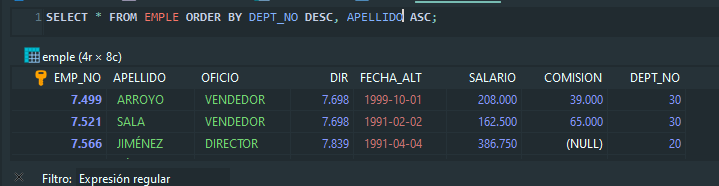 1 SELECT * FROM EMPLE ORDER BY DEPT_NO DESC, APELLIDO ASC;
emple (4r × 8c)
EMP_NO APELLIDO OFICIO DIR FECHA_ALT SALARIO COMISION DEPT_NO
7.499 ARROYO VENDEDOR 7.698 1999-10-01 208.000 39.000 30
7.521 SALA VENDEDOR 7.698 1991-02-02 162.500 65.000 30
7.566 JIMÉNEZ DIRECTOR 7.839 1991-04-04 386.750 (NULL) 20
Filtro: Expresión regular